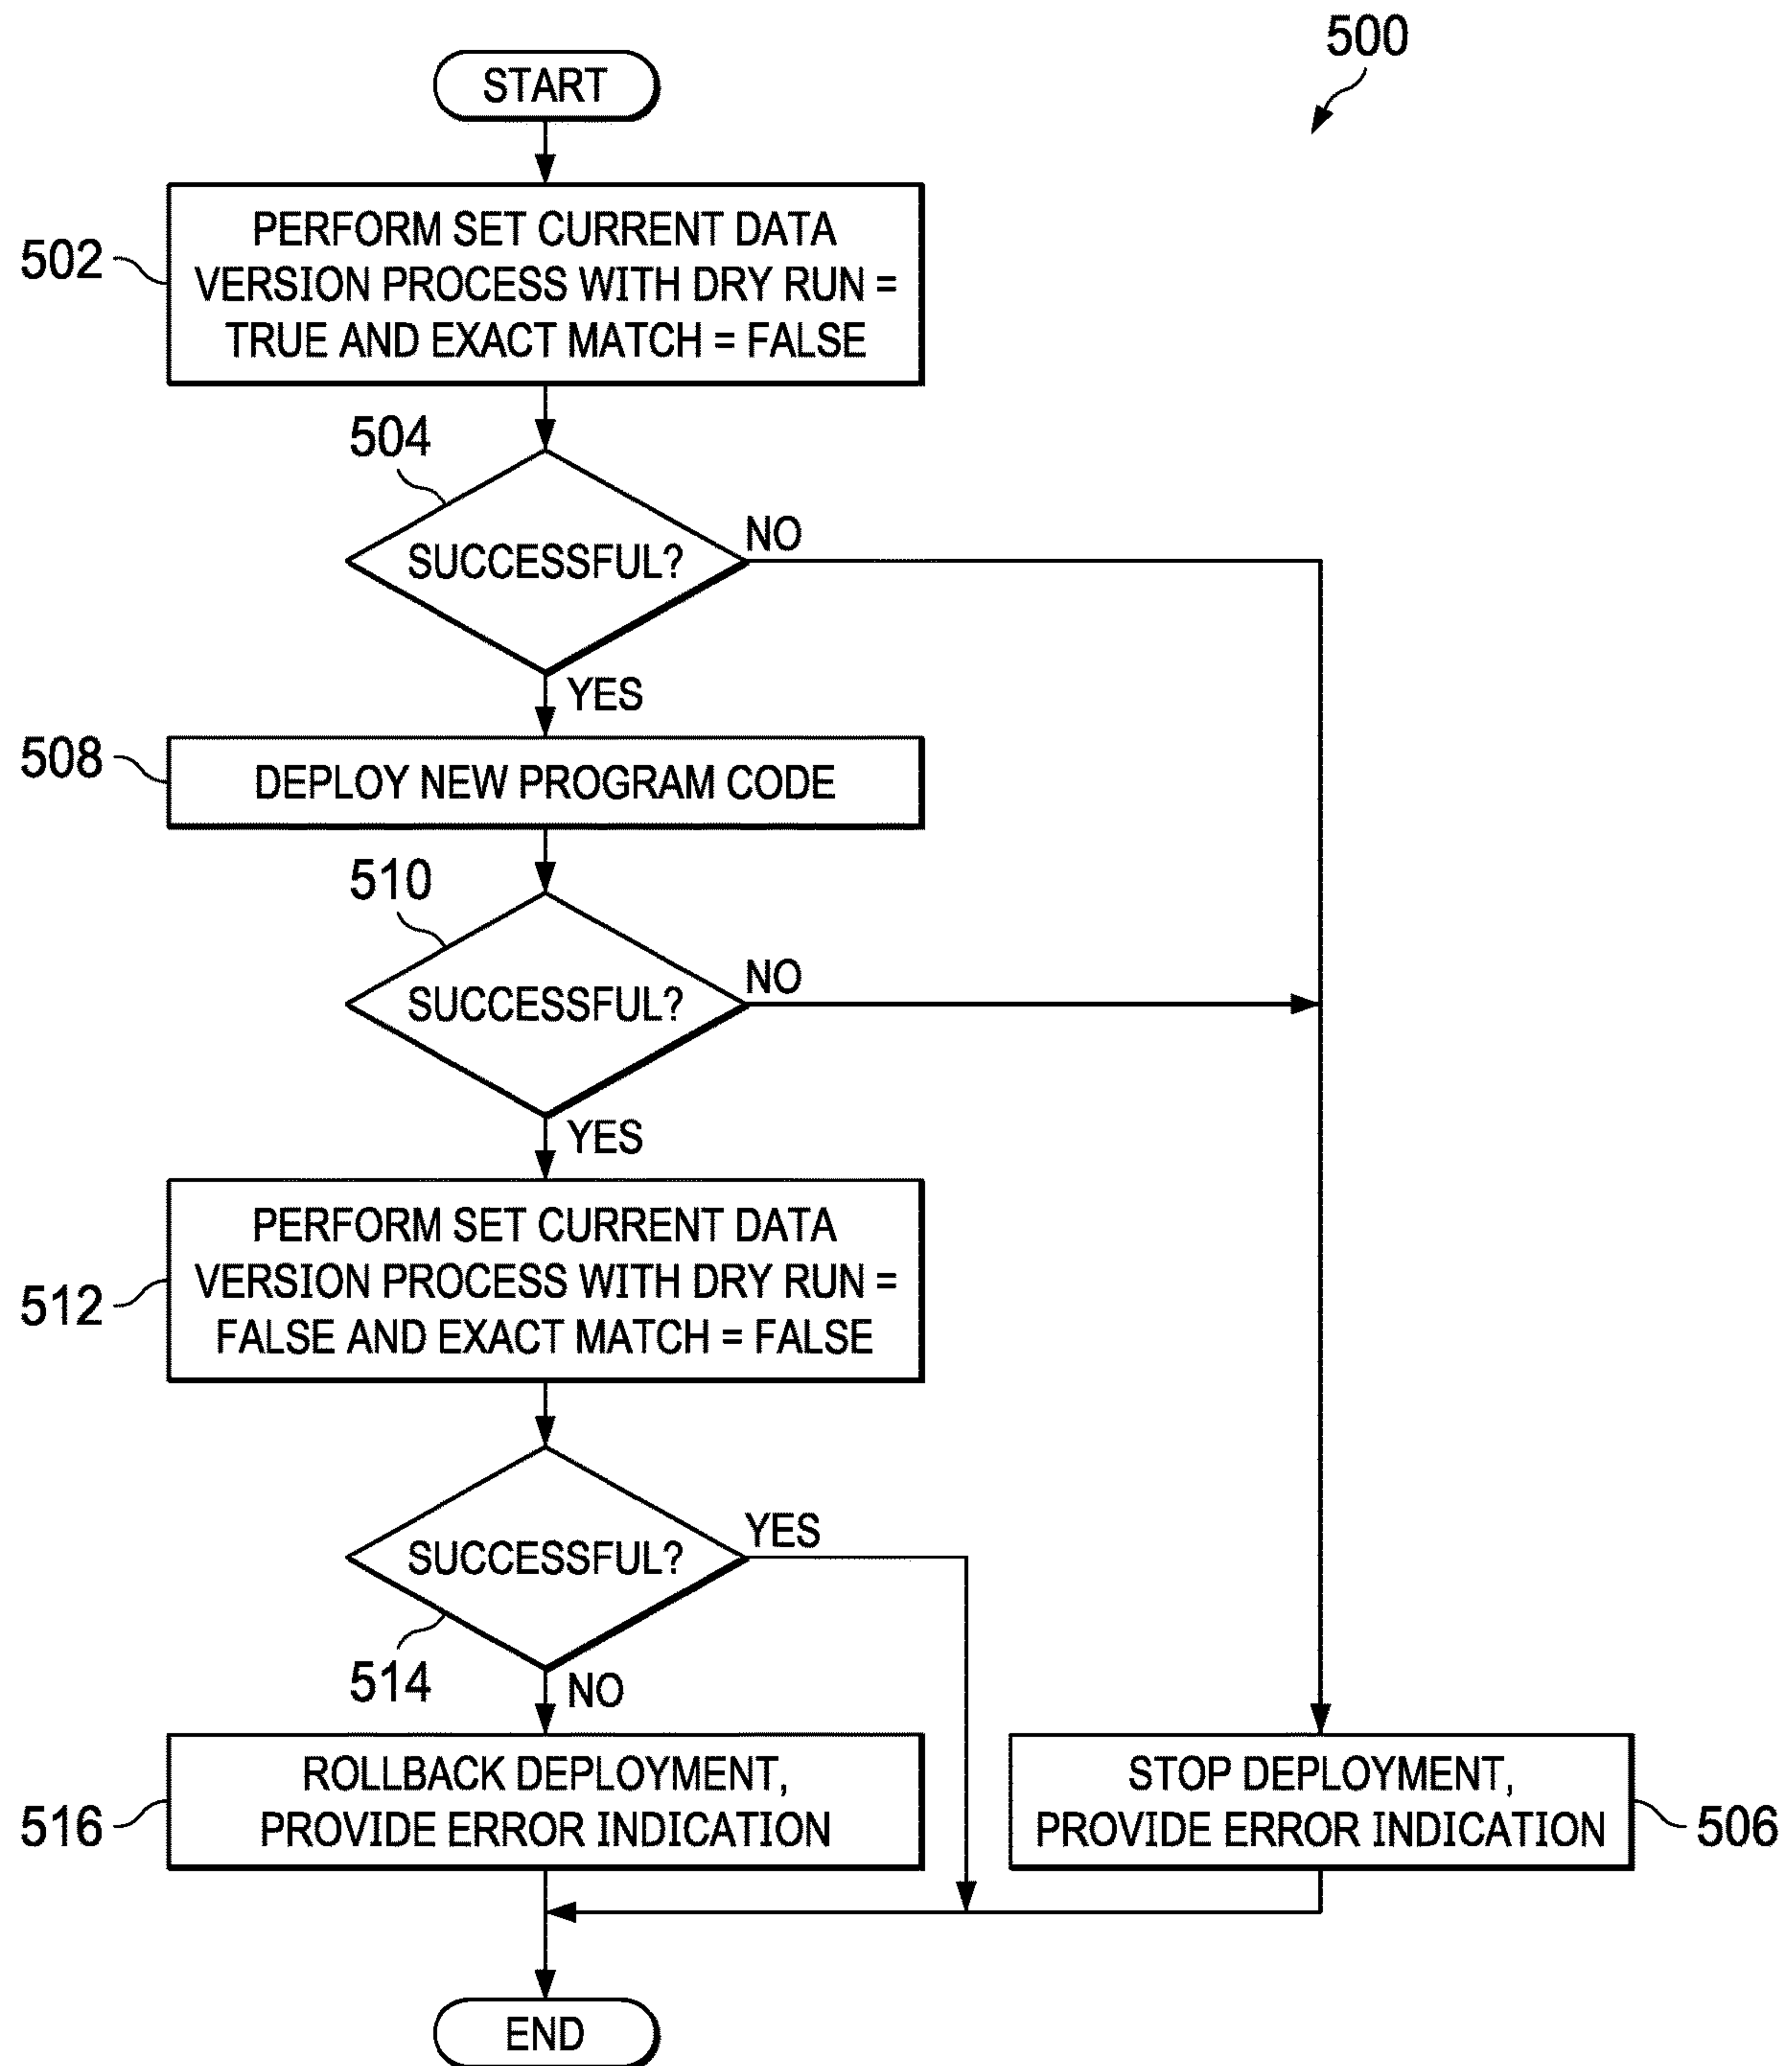 500
START
502
PERFORM SET CURRENT DATA
VERSION PROCESS WITH DRY RUN =
TRUE AND EXACT MATCH = FALSE
504
SUCCESSFUL?
NO
YES
508
DEPLOY NEW PROGRAM CODE
510
SUCCESSFUL?
NO
YES
512
PERFORM SET CURRENT DATA
VERSION PROCESS WITH DRY RUN =
FALSE AND EXACT MATCH = FALSE
SUCCESSFUL?
YES
514
NO
516
ROLLBACK DEPLOYMENT,
PROVIDE ERROR INDICATION
STOP DEPLOYMENT,
PROVIDE ERROR INDICATION
506
END